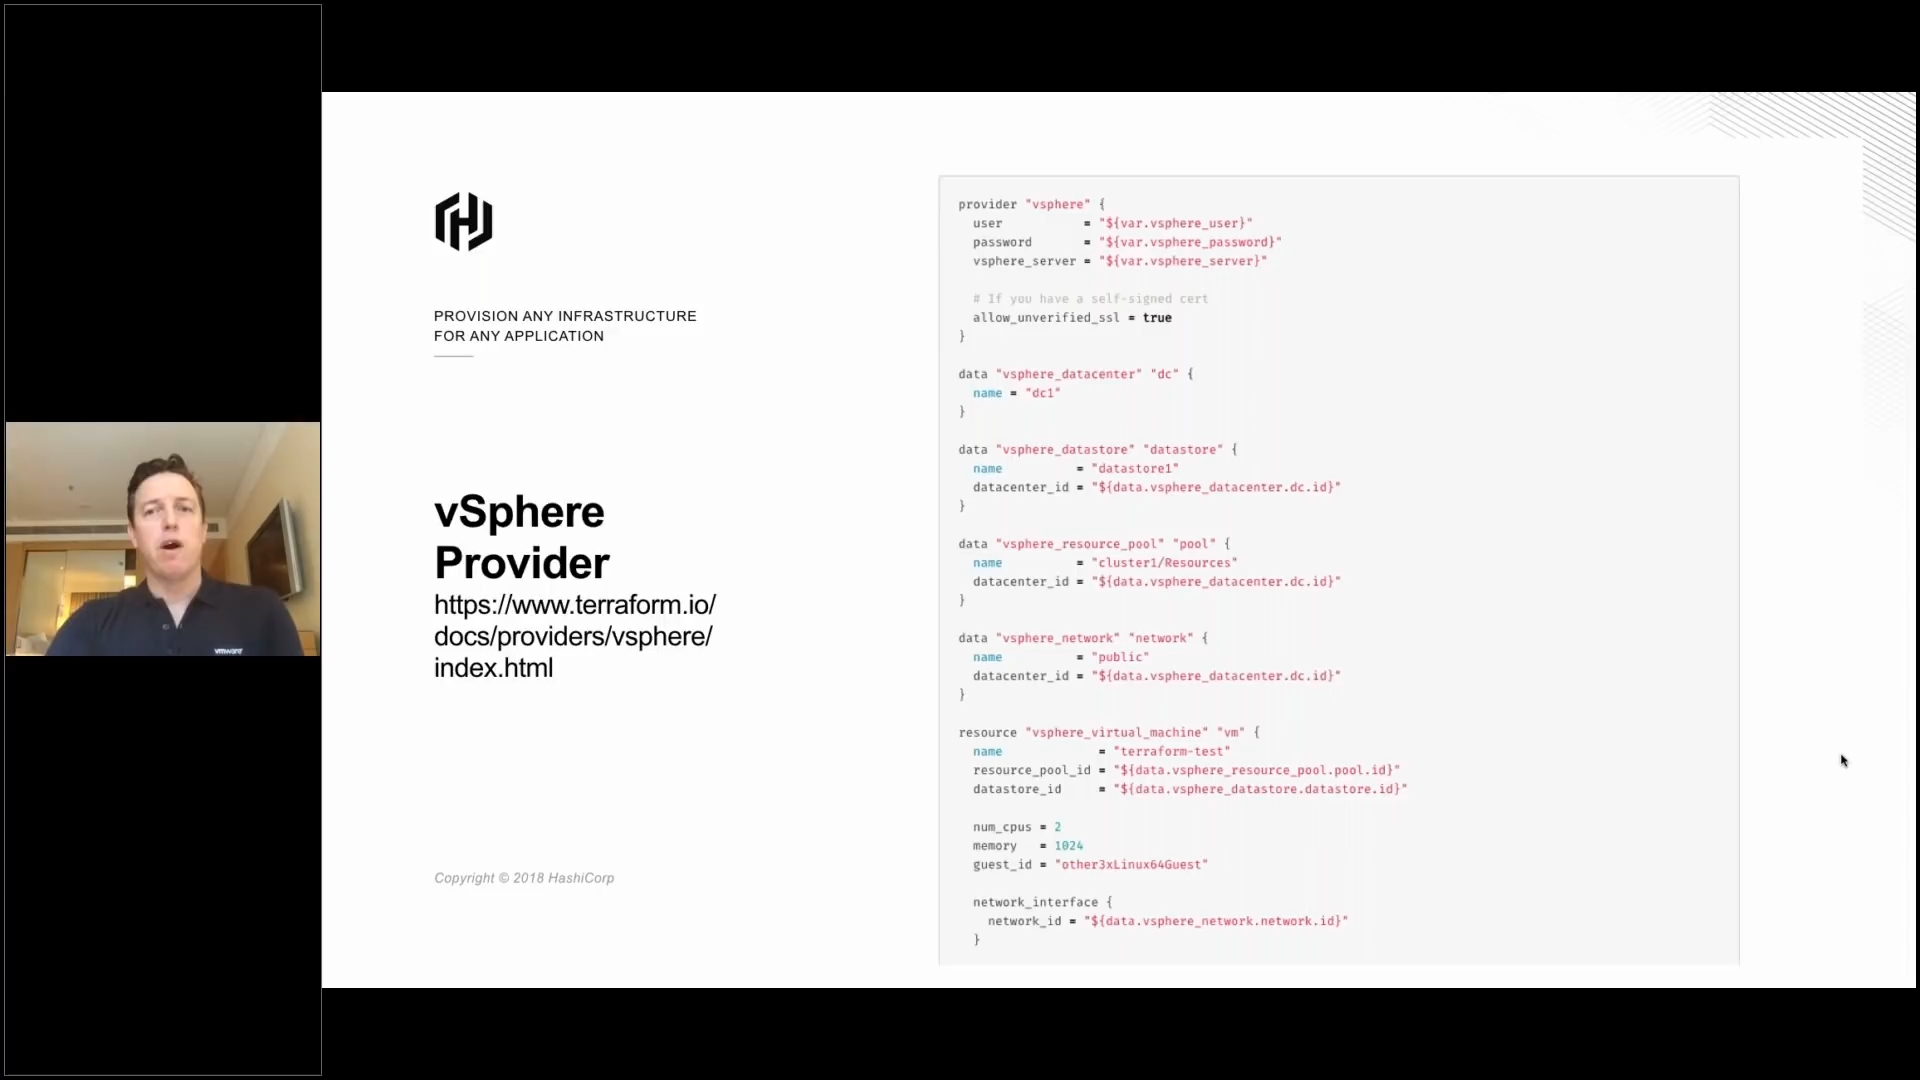 PROVISION ANY INFRASTRUCTURE
FOR ANY APPLICATION
vSphere
Provider
https://www.terraform.io/
docs/providers/vsphere/
index.html
Copyright © 2018 HashiCorp
provider "vsphere" {
  user           = "${var.vsphere_user}"
  password       = "${var.vsphere_password}"
  vsphere_server = "${var.vsphere_server}"
  # If you have a self-signed cert
  allow_unverified_ssl = true
}
data "vsphere_datacenter" "dc" {
  name = "dc1"
}
data "vsphere_datastore" "datastore" {
  name          = "datastore1"
  datacenter_id = "${data.vsphere_datacenter.dc.id}"
}
data "vsphere_resource_pool" "pool" {
  name          = "cluster1/Resources"
  datacenter_id = "${data.vsphere_datacenter.dc.id}"
}
data "vsphere_network" "network" {
  name          = "public"
  datacenter_id = "${data.vsphere_datacenter.dc.id}"
}
resource "vsphere_virtual_machine" "vm" {
  name             = "terraform-test"
  resource_pool_id = "${data.vsphere_resource_pool.pool.id}"
  datastore_id     = "${data.vsphere_datastore.datastore.id}"
  num_cpus = 2
  memory   = 1024
  guest_id = "other3xLinux64Guest"
  network_interface {
    network_id = "${data.vsphere_network.network.id}"
  }
vmware